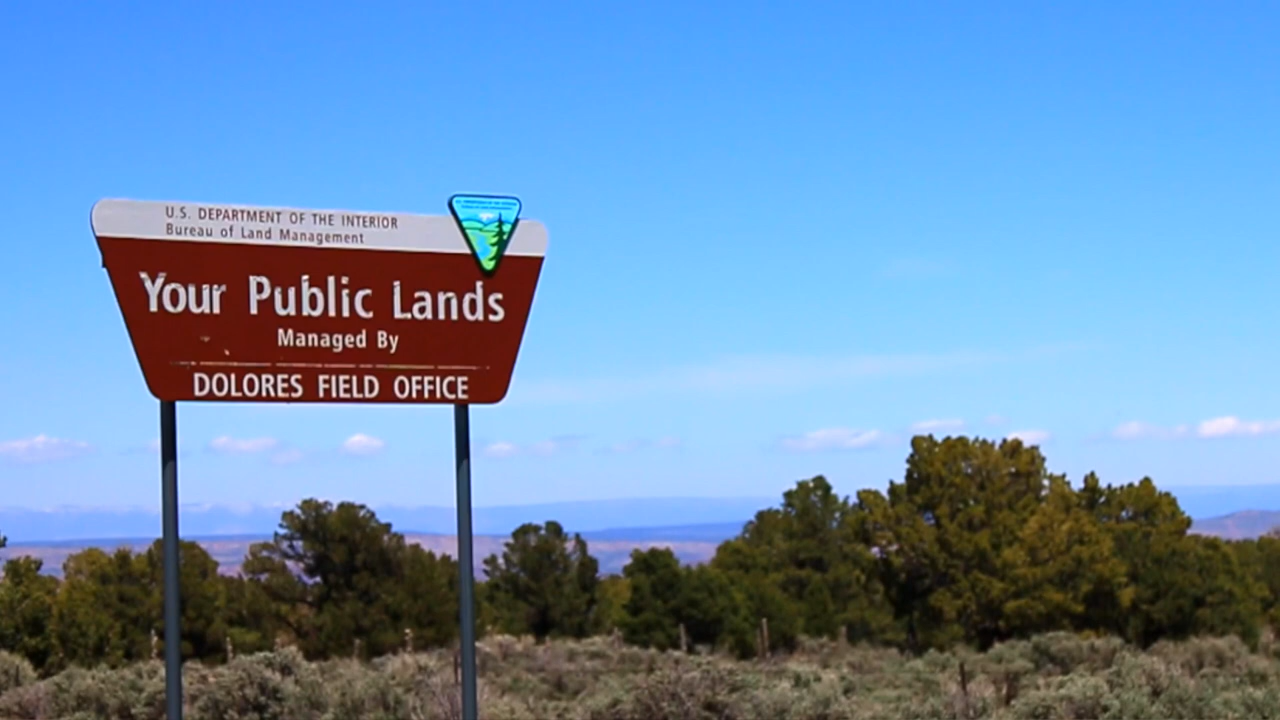 U.S. DEPARTMENT OF THE INTERIOR
Bureau of Land Management
Your Public Lands
Managed By
DOLORES FIELD OFFICE